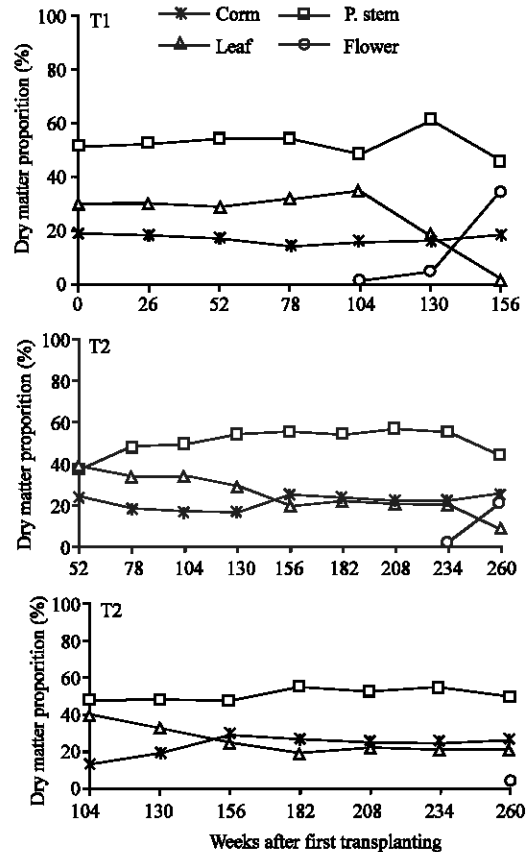 Corm P. stem
Leaf Flower
T1
Dry matter proportion (%)
100
80
60
40
20
0
0 26 52 78 104 130 156
T2
Dry matter proportion (%)
100
80
60
40
20
0
52 78 104 130 156 182 208 234 260
T2
Dry matter proportion (%)
100
80
60
40
20
0
104 130 156 182 208 234 260
Weeks after first transplanting